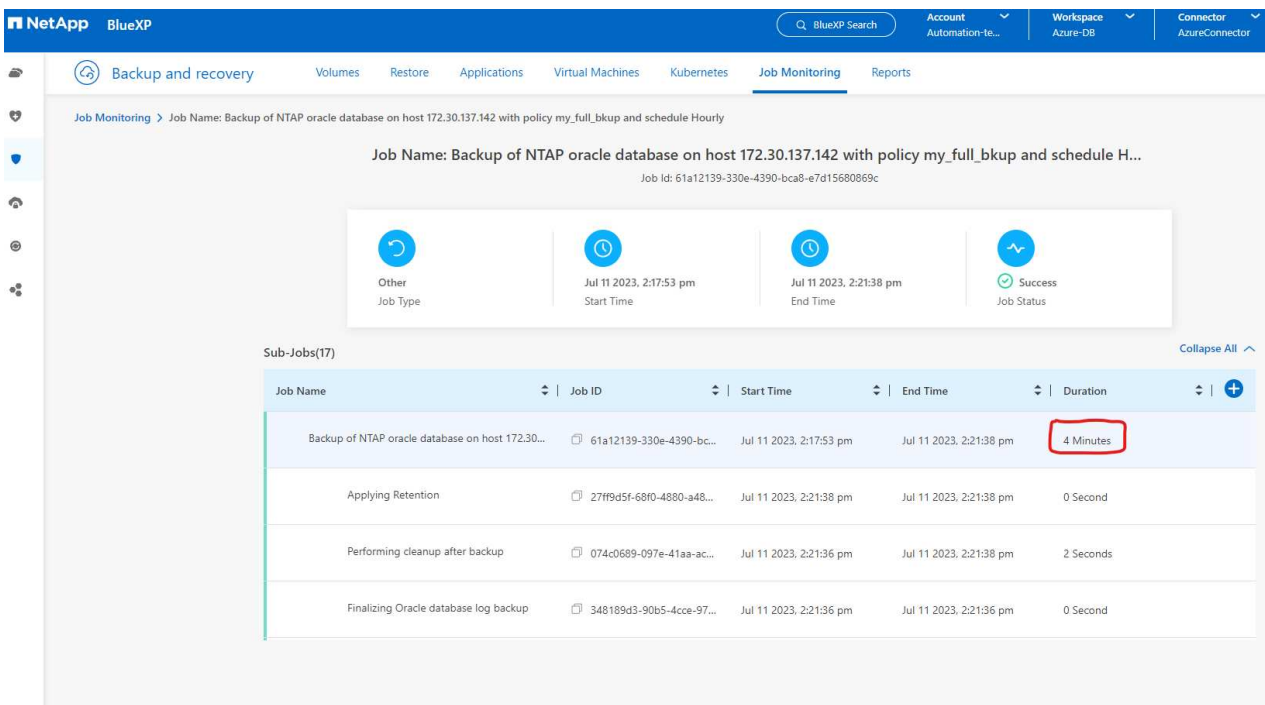 NetApp BlueXP BlueXP Search Account Workspace Connector
Automation-te... Azure-DB AzureConnector
Backup and recovery Volumes Restore Applications Virtual Machines Kubernetes Job Monitoring Reports
Job Monitoring > Job Name: Backup of NTAP oracle database on host 172.30.137.142 with policy my_full_bkup and schedule Hourly
Job Name: Backup of NTAP oracle database on host 172.30.137.142 with policy my_full_bkup and schedule H...
Job Id: 61a12139-330e-4390-bca8-e7d15680869c
Other Jul 11 2023, 2:17:53 pm Jul 11 2023, 2:21:38 pm Success
Job Type Start Time End Time Job Status
Sub-Jobs(17) Collapse All
Job Name Job ID Start Time End Time Duration
Backup of NTAP oracle database on host 172.30... 61a12139-330e-4390-bc... Jul 11 2023, 2:17:53 pm Jul 11 2023, 2:21:38 pm 4 Minutes
Applying Retention 27ff9d5f-68f0-4880-a48... Jul 11 2023, 2:21:38 pm Jul 11 2023, 2:21:38 pm 0 Second
Performing cleanup after backup 074c0689-097e-41aa-ac... Jul 11 2023, 2:21:36 pm Jul 11 2023, 2:21:38 pm 2 Seconds
Finalizing Oracle database log backup 348189d3-90b5-4cce-97... Jul 11 2023, 2:21:36 pm Jul 11 2023, 2:21:36 pm 0 Second